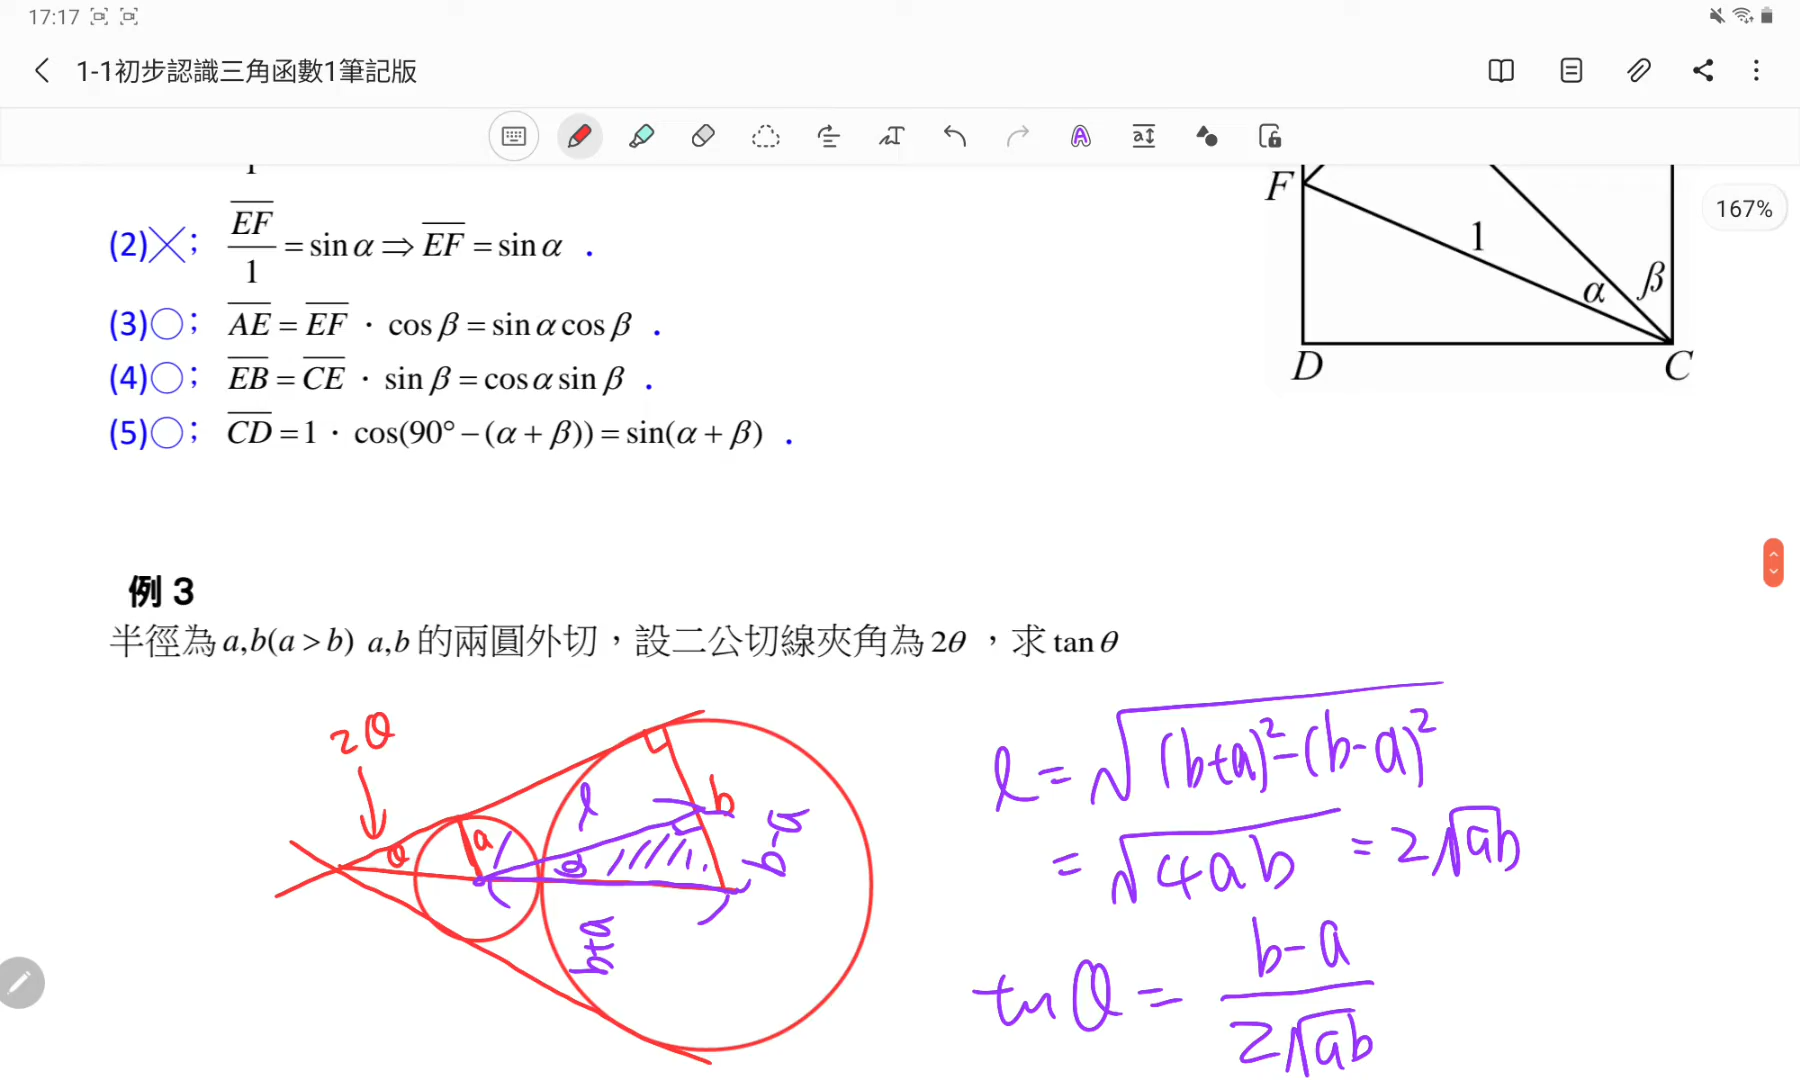 17:17
1-1初步認識三角函數1筆記版
167%
1
(2)╳； EF/1 = sin α ⇒ EF = sin α .
(3)○； AE = EF · cos β = sin α cos β .
(4)○； EB = CE · sin β = cos α sin β .
(5)○； CD = 1 · cos(90° − (α + β)) = sin(α + β) .
F
1
α
β
D
C
例 3
半徑為 a,b(a > b) a,b 的兩圓外切，設二公切線夾角為 2θ ，求 tan θ
2θ
θ
a
l
b
b-a
θ
b+a
l = √(b+a)²-(b-a)²
= √4ab = 2√ab
tan θ = b-a / 2√ab